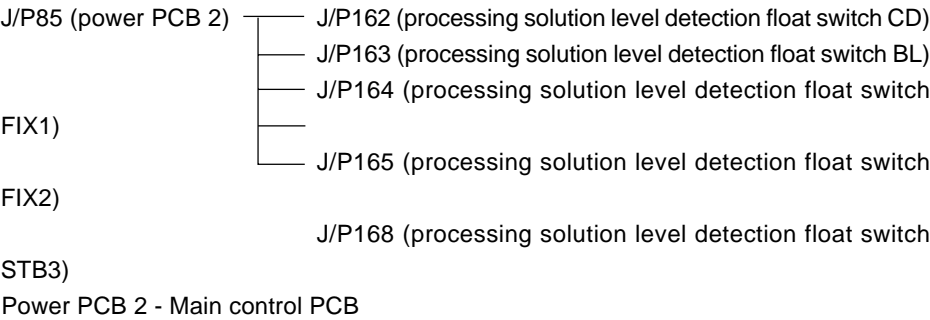 J/P85 (power PCB 2) J/P162 (processing solution level detection float switch CD)
J/P163 (processing solution level detection float switch BL)
J/P164 (processing solution level detection float switch
FIX1)
J/P165 (processing solution level detection float switch
FIX2)
J/P168 (processing solution level detection float switch
STB3)
Power PCB 2 - Main control PCB